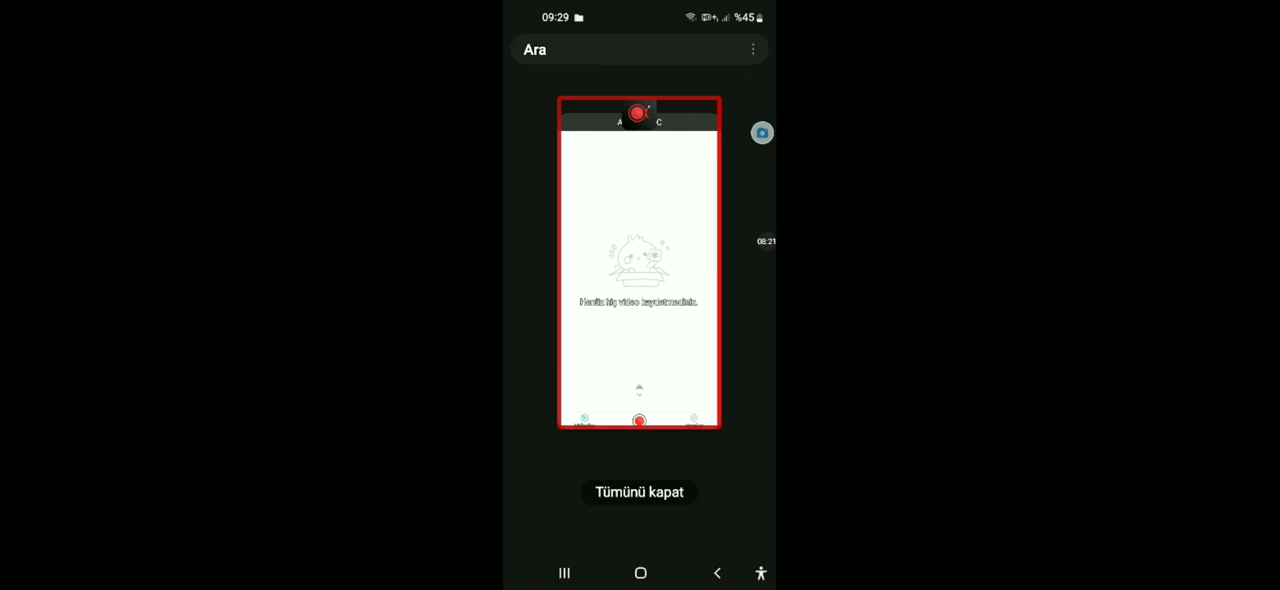 09:29 %45
Ara
08:21
Henüz hiç video kaydetmediniz.
Tümünü kapat